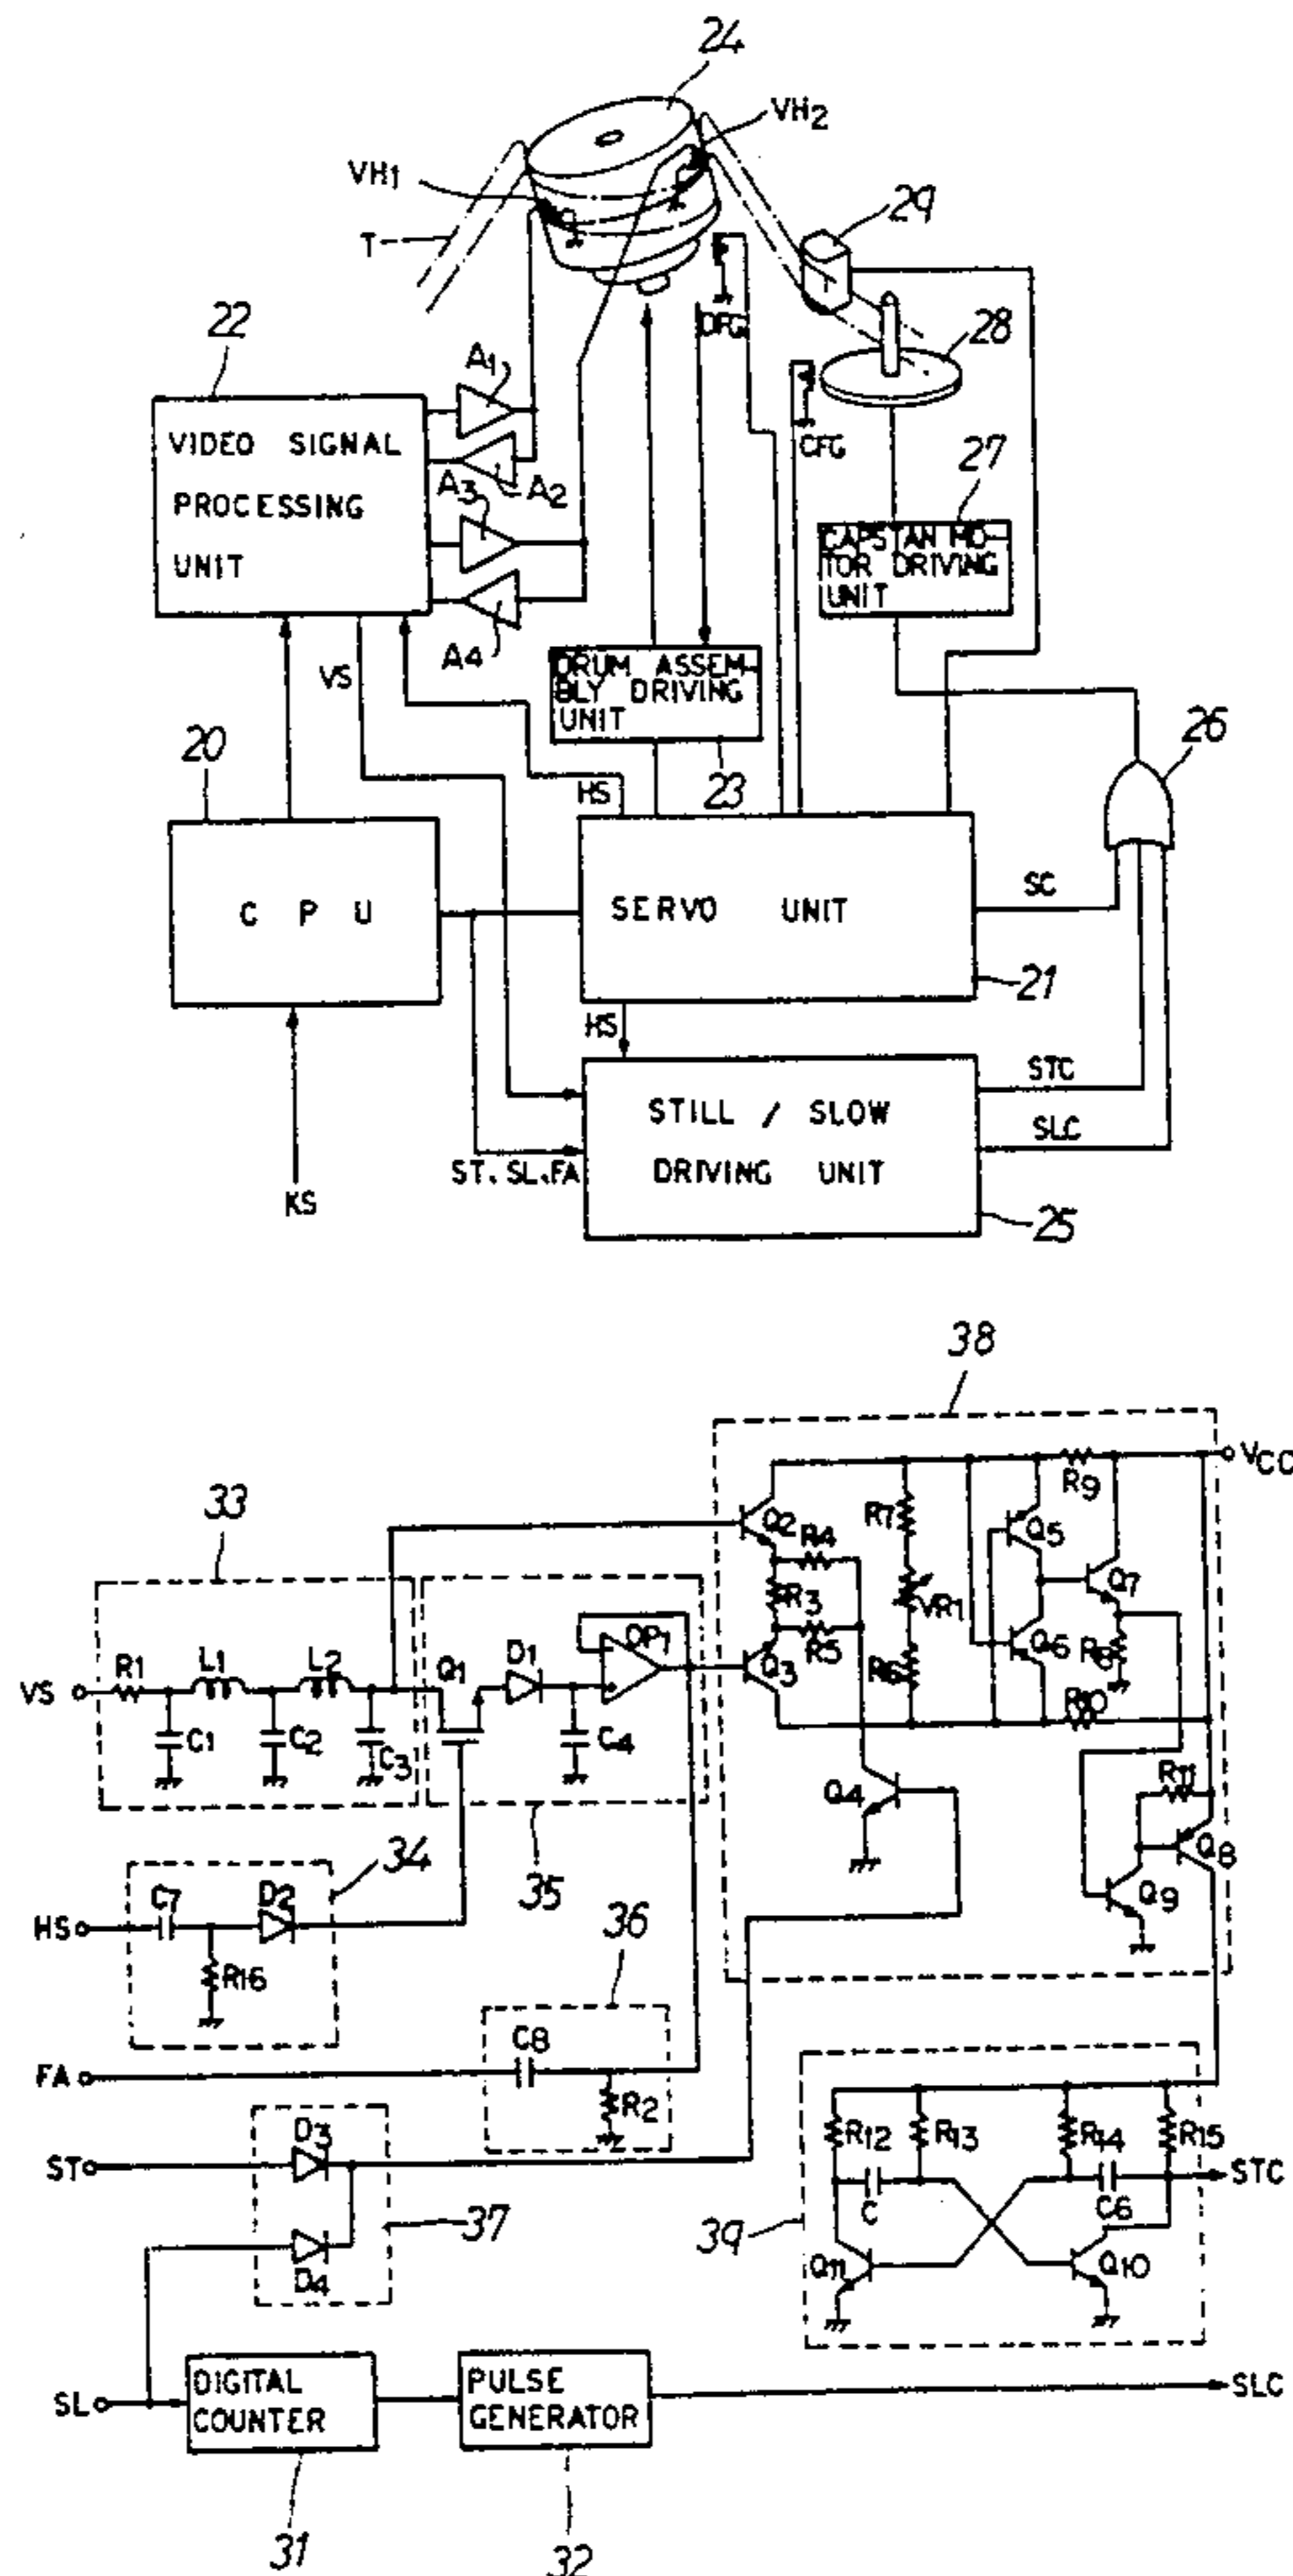 24
VH2
VH1
29
T
22
DFG
28
A1
VIDEO SIGNAL
PROCESSING
UNIT
A2
A3
CFG
27
CAPSTAN MO-
TOR DRIVING
UNIT
A4
VS
DRUM ASSEM-
BLY DRIVING
UNIT
20
26
HS
23
C P U
SERVO UNIT
SC
21
HS
STC
STILL / SLOW
DRIVING UNIT
SLC
ST. SL. FA
KS
25
38
VCC
R9
33
Q2
R7
Q5
R4
Q7
R3
VR1
OP1
R5
Q6
R8
R1
L1
L2
Q1
D1
Q3
R6
VS
R10
C1
C2
C3
C4
R11
Q4
34
35
Q8
C7
D2
Q9
HS
36
R16
C8
FA
R2
D3
R12
R13
R14
R15
ST
STC
C
C6
37
39
D4
Q11
Q10
SL
DIGITAL
COUNTER
PULSE
GENERATOR
SLC
31
32